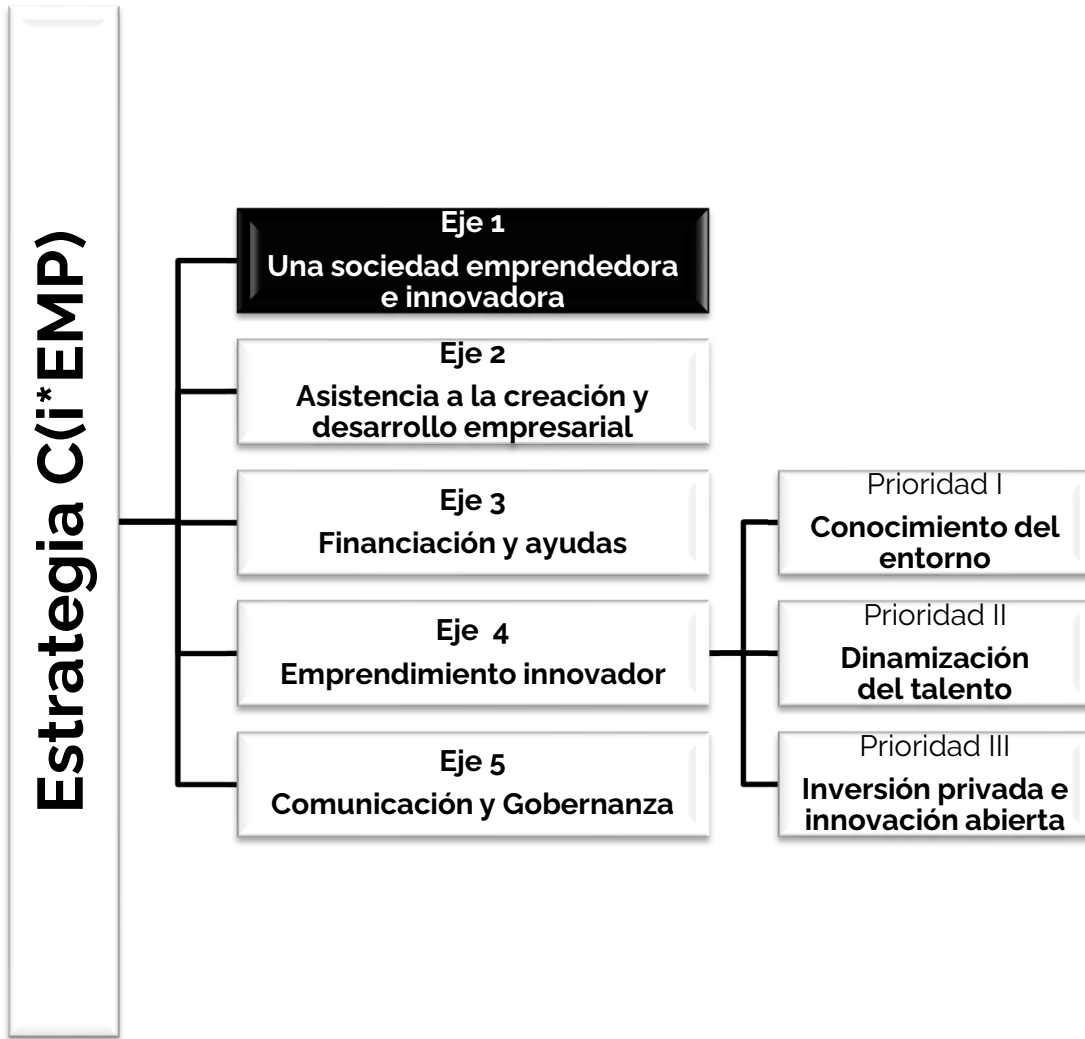 Estrategia C(i*EMP)
Eje 1
Una sociedad emprendedora
e innovadora
Eje 2
Asistencia a la creación y
desarrollo empresarial
Eje 3
Financiación y ayudas
Eje 4
Emprendimiento innovador
Eje 5
Comunicación y Gobernanza
Prioridad I
Conocimiento del
entorno
Prioridad II
Dinamización
del talento
Prioridad III
Inversión privada e
innovación abierta